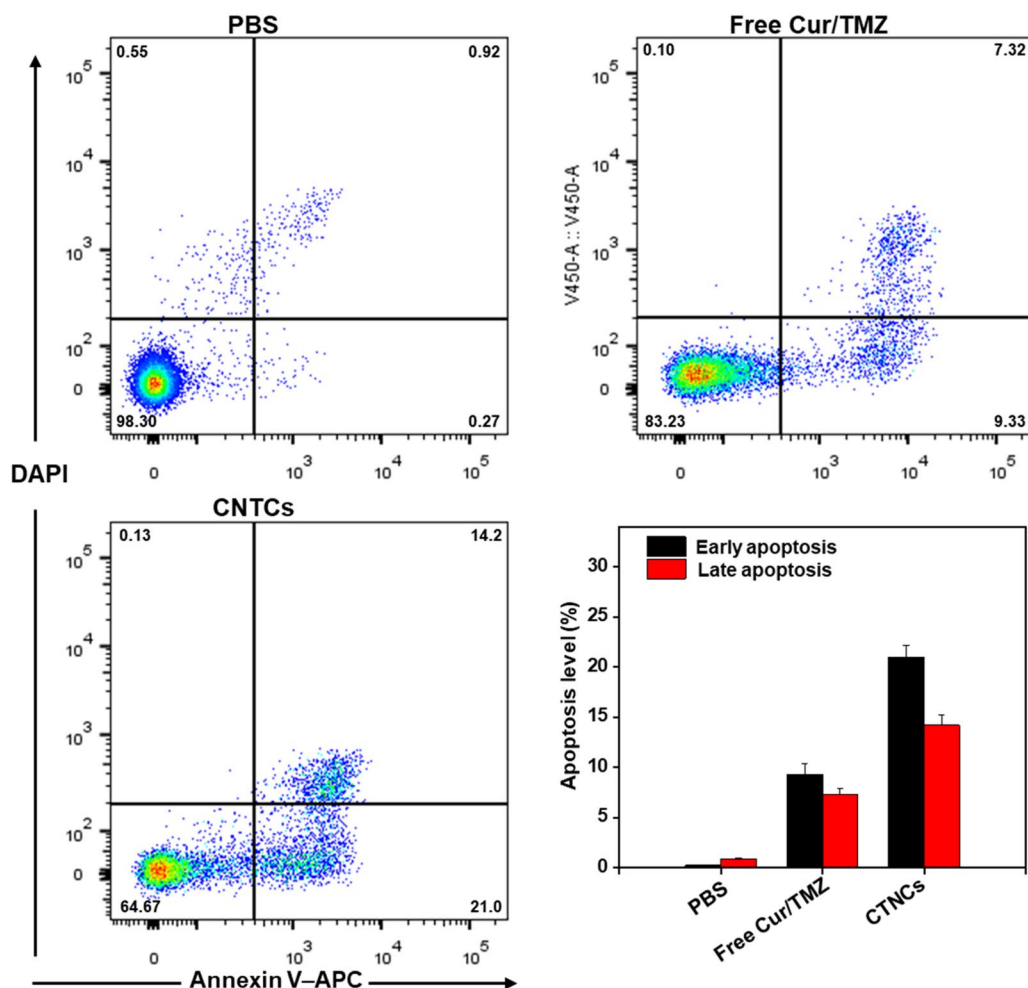 PBS
0.55 0.92
10^5
10^4
10^3
10^2
0
98.30 0.27
0 10^3 10^4 10^5
Free Cur/TMZ
0.10 7.32
V450-A :: V450-A
10^5
10^4
10^3
10^2
0
83.23 9.33
0 10^3 10^4 10^5
DAPI
CNTCs
0.13 14.2
10^5
10^4
10^3
10^2
0
64.67 21.0
0 10^3 10^4 10^5
Annexin V–APC
Early apoptosis
Late apoptosis
Apoptosis level (%)
30
25
20
15
10
5
0
PBS
Free Cur/TMZ
CTNCs